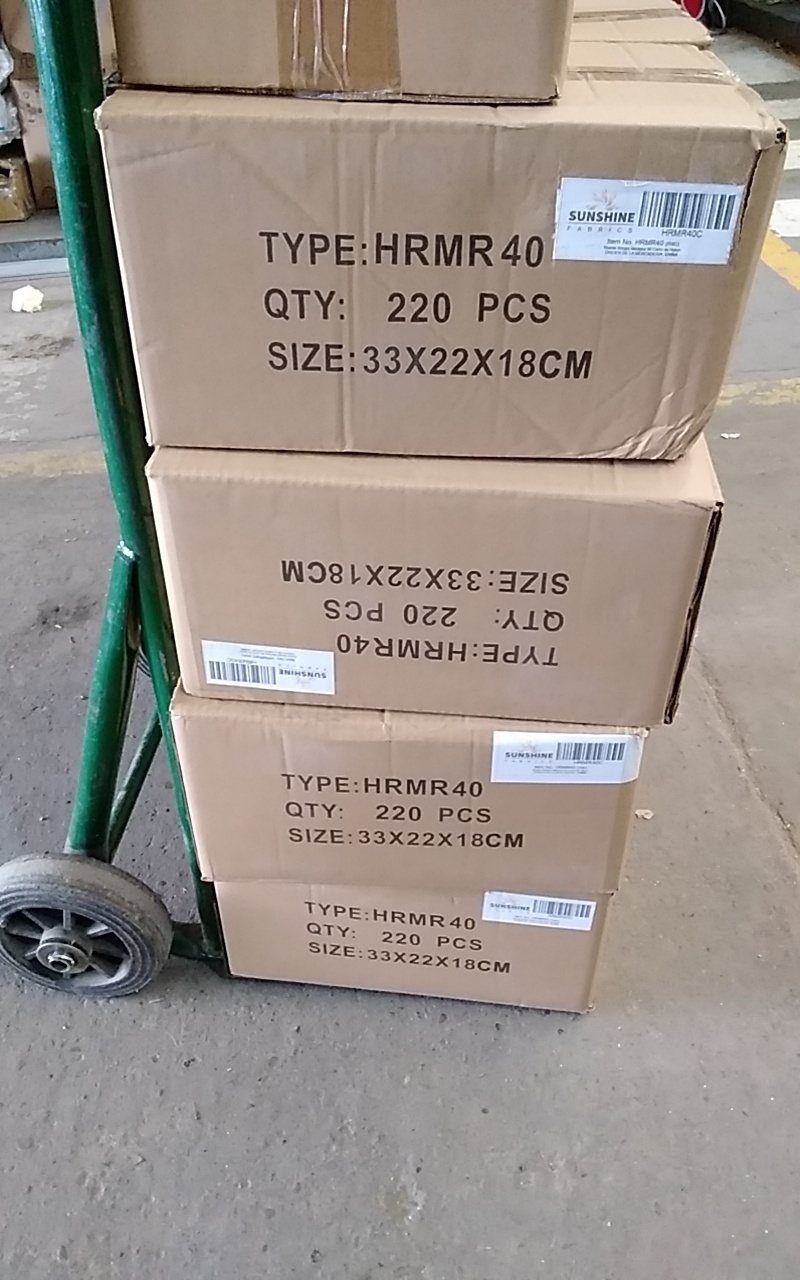 SUNSHINE
FABRICS
HRMR40C
Item No. HRMR40
TYPE:HRMR40
QTY: 220 PCS
SIZE:33X22X18CM
TYPE:HRMR40
QTY: 220 PCS
SIZE:33X22X18CM
SUNSHINE
SUNSHINE
TYPE:HRMR40
QTY: 220 PCS
SIZE:33X22X18CM
SUNSHINE
TYPE:HRMR40
QTY: 220 PCS
SIZE:33X22X18CM